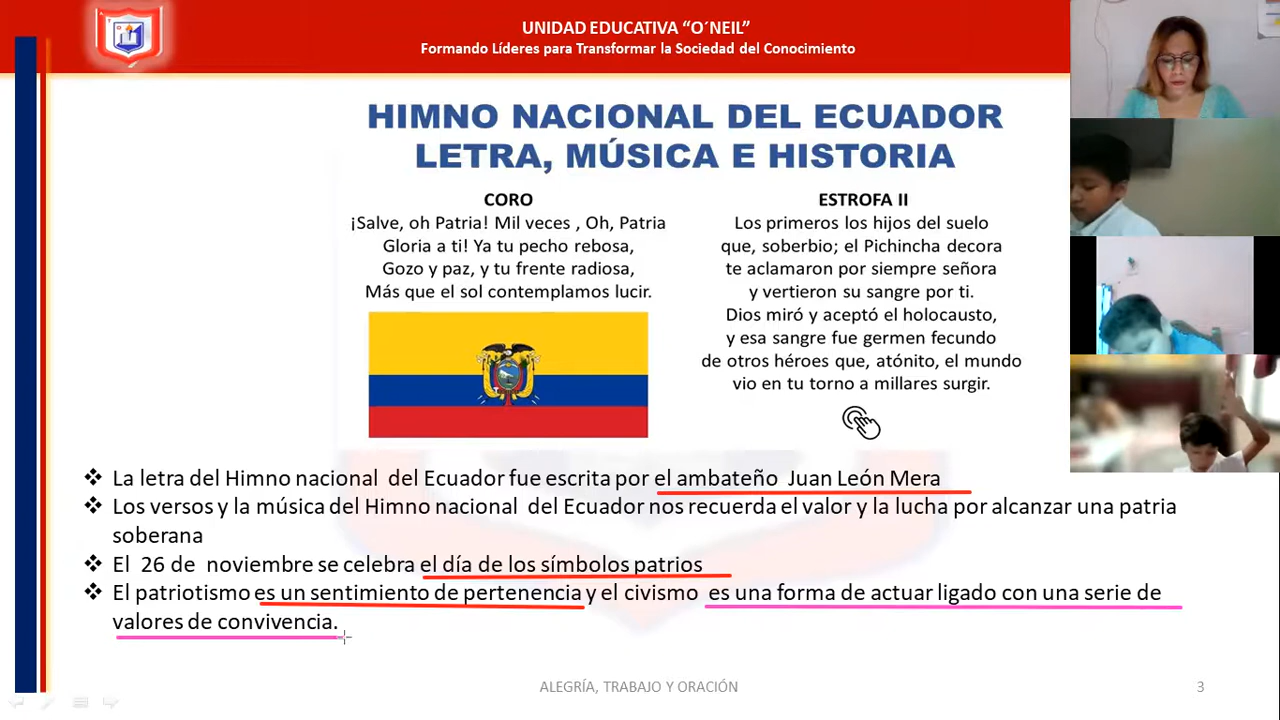 UNIDAD EDUCATIVA “O´NEIL”
Formando Líderes para Transformar la Sociedad del Conocimiento
HIMNO NACIONAL DEL ECUADOR
LETRA, MÚSICA E HISTORIA
CORO
¡Salve, oh Patria! Mil veces , Oh, Patria
Gloria a ti! Ya tu pecho rebosa,
Gozo y paz, y tu frente radiosa,
Más que el sol contemplamos lucir.
ESTROFA II
Los primeros los hijos del suelo
que, soberbio; el Pichincha decora
te aclamaron por siempre señora
y vertieron su sangre por ti.
Dios miró y aceptó el holocausto,
y esa sangre fue germen fecundo
de otros héroes que, atónito, el mundo
vio en tu torno a millares surgir.
❖ La letra del Himno nacional del Ecuador fue escrita por el ambateño Juan León Mera
❖ Los versos y la música del Himno nacional del Ecuador nos recuerda el valor y la lucha por alcanzar una patria
soberana
❖ El 26 de noviembre se celebra el día de los símbolos patrios
❖ El patriotismo es un sentimiento de pertenencia y el civismo es una forma de actuar ligado con una serie de
valores de convivencia.
ALEGRÍA, TRABAJO Y ORACIÓN
3